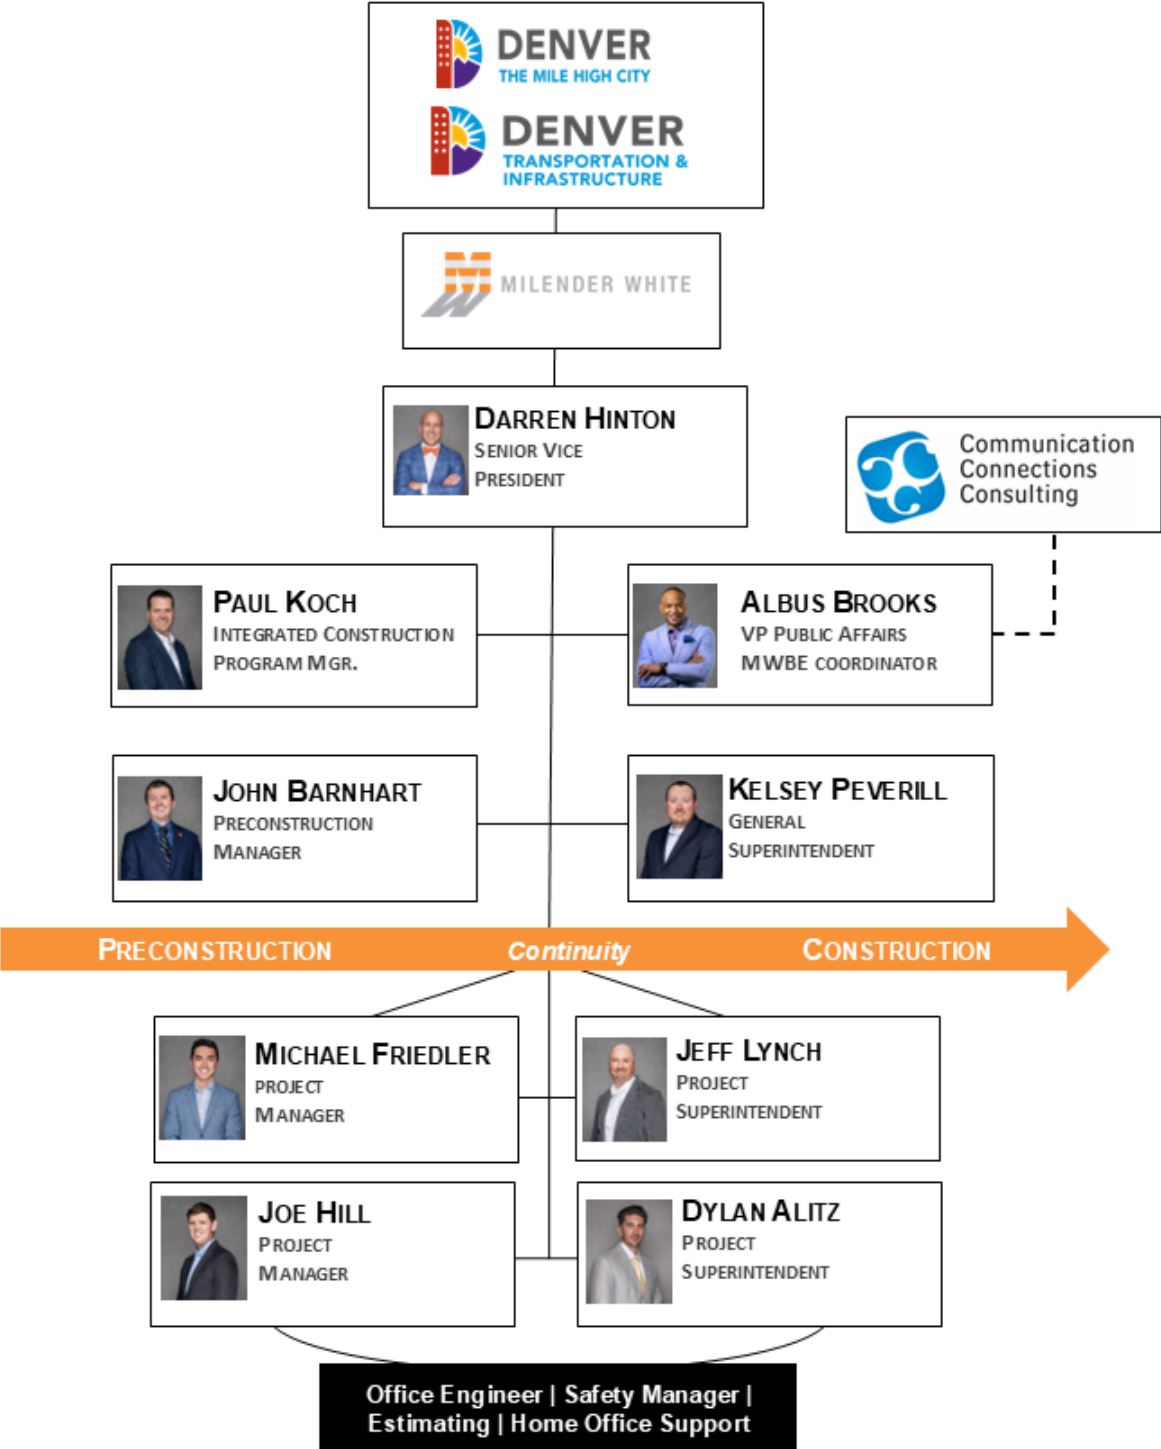 DENVER
THE MILE HIGH CITY
DENVER
TRANSPORTATION &
INFRASTRUCTURE
MILENDER WHITE
DARREN HINTON
SENIOR VICE
PRESIDENT
Communication
Connections
Consulting
PAUL KOCH
INTEGRATED CONSTRUCTION
PROGRAM MGR.
ALBUS BROOKS
VP PUBLIC AFFAIRS
MWBE COORDINATOR
JOHN BARNHART
PRECONSTRUCTION
MANAGER
KELSEY PEVERILL
GENERAL
SUPERINTENDENT
PRECONSTRUCTION Continuity CONSTRUCTION
MICHAEL FRIEDLER
PROJECT
MANAGER
JEFF LYNCH
PROJECT
SUPERINTENDENT
JOE HILL
PROJECT
MANAGER
DYLAN ALITZ
PROJECT
SUPERINTENDENT
Office Engineer | Safety Manager |
Estimating | Home Office Support